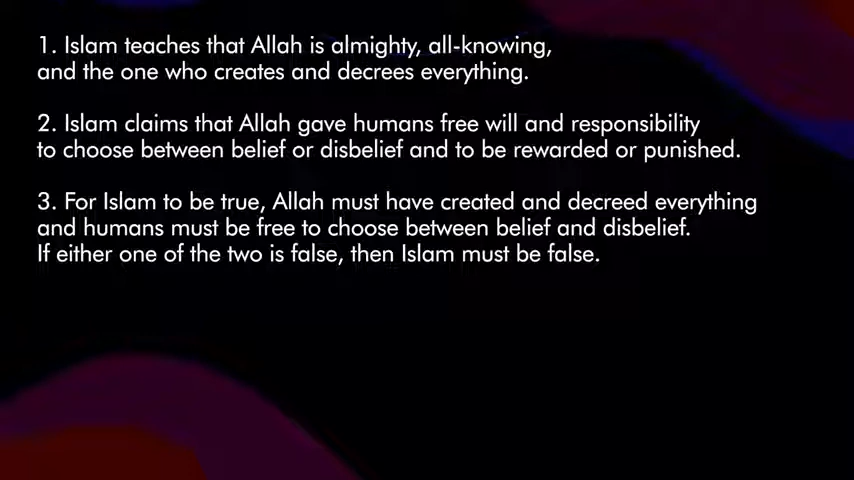 1. Islam teaches that Allah is almighty, all-knowing,
and the one who creates and decrees everything.
2. Islam claims that Allah gave humans free will and responsibility
to choose between belief or disbelief and to be rewarded or punished.
3. For Islam to be true, Allah must have created and decreed everything
and humans must be free to choose between belief and disbelief.
If either one of the two is false, then Islam must be false.